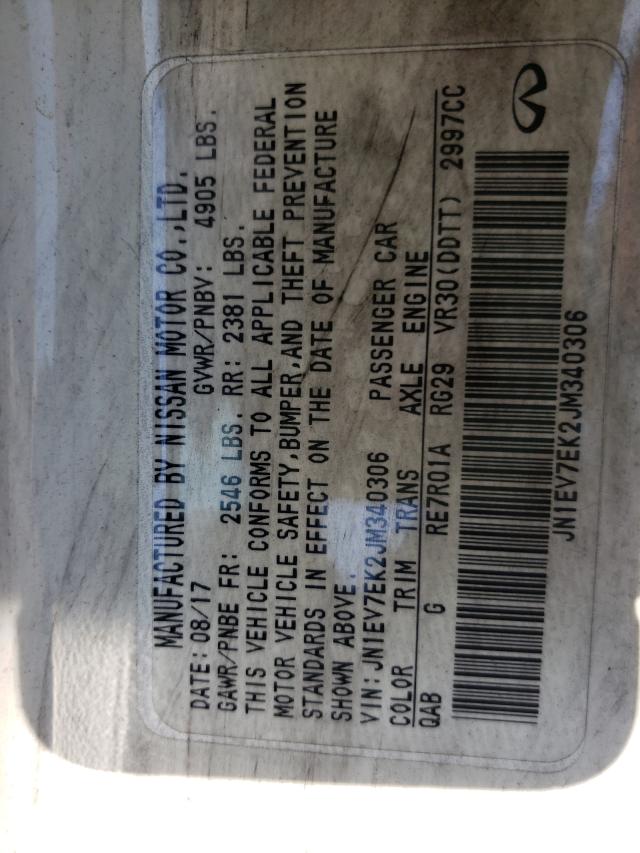 MANUFACTURED BY NISSAN MOTOR CO.,LTD.
DATE: 08/17 GVWR/PNBV: 4905 LBS.
GAWR/PNBE FR: 2546 LBS. RR: 2381 LBS.
THIS VEHICLE CONFORMS TO ALL APPLICABLE FEDERAL
MOTOR VEHICLE SAFETY,BUMPER,AND THEFT PREVENTION
STANDARDS IN EFFECT ON THE DATE OF MANUFACTURE
SHOWN ABOVE.
VIN:JN1EV7EK2JM340306 PASSENGER CAR
COLOR TRIM TRANS AXLE ENGINE
QAB G RE7R01A RG29 VR30(DDTT) 2997CC
JN1EV7EK2JM340306